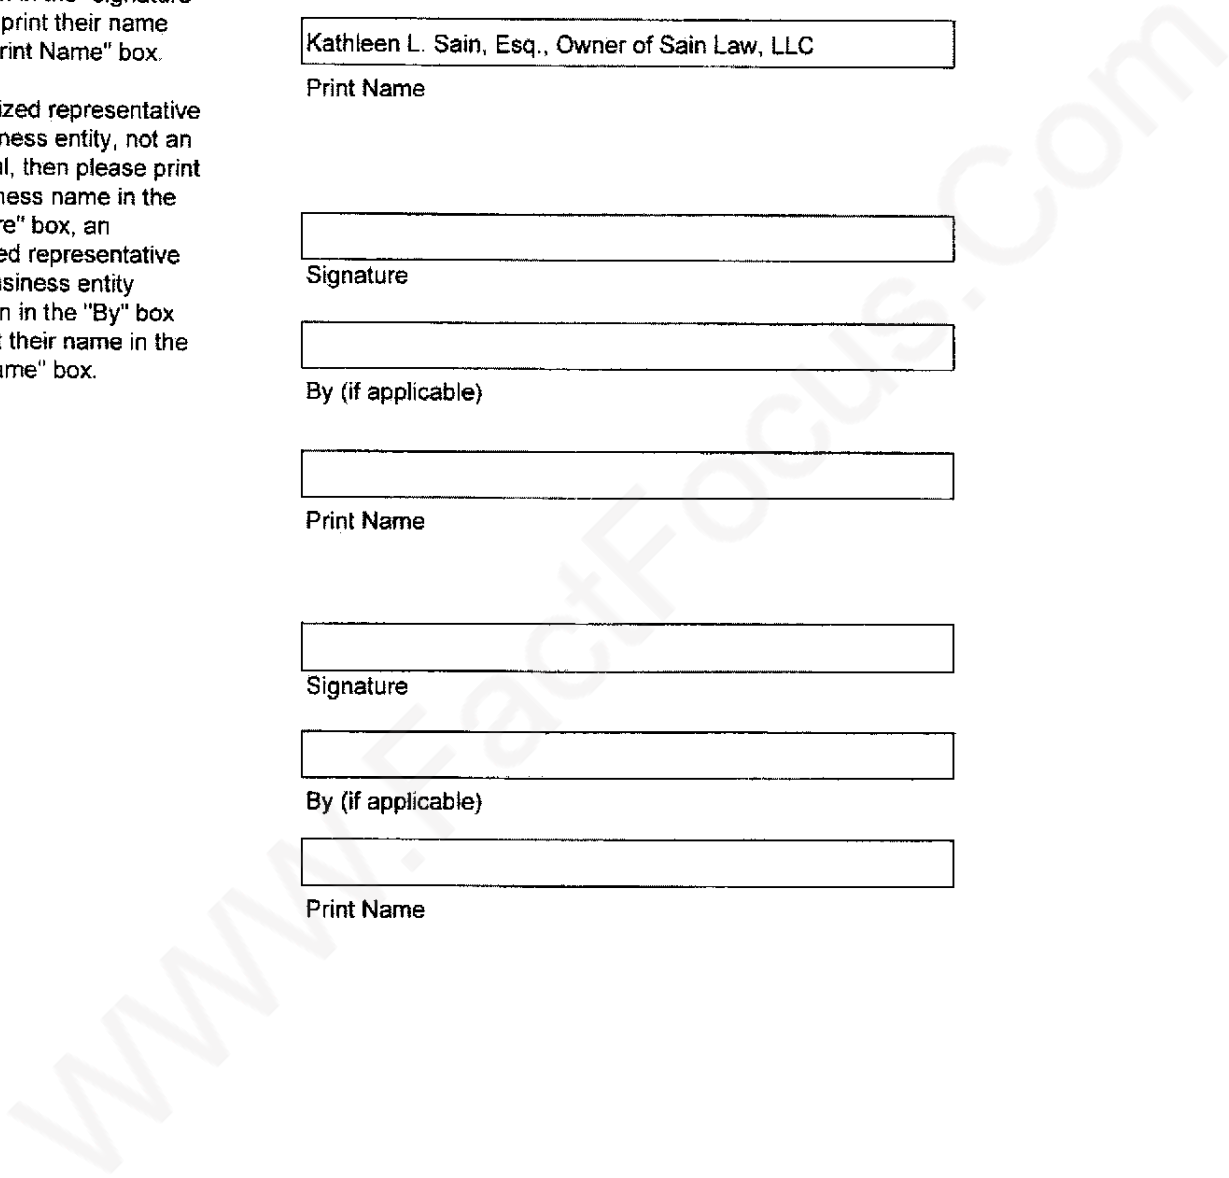 print their name
rint Name" box.
ized representative
ness entity, not an
l, then please print
ness name in the
re" box, an
ed representative
siness entity
n in the "By" box
t their name in the
ame" box.
Kathleen L. Sain, Esq., Owner of Sain Law, LLC
Print Name
Signature
By (if applicable)
Print Name
Signature
By (if applicable)
Print Name
www.FactFocus.Com